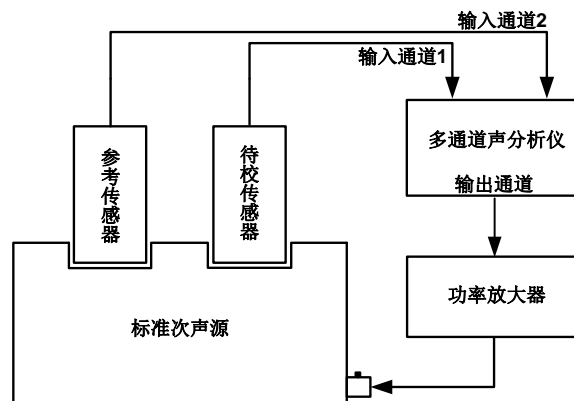 输入通道2
输入通道1
参考传感器
待校传感器
多通道声分析仪
输出通道
功率放大器
标准次声源